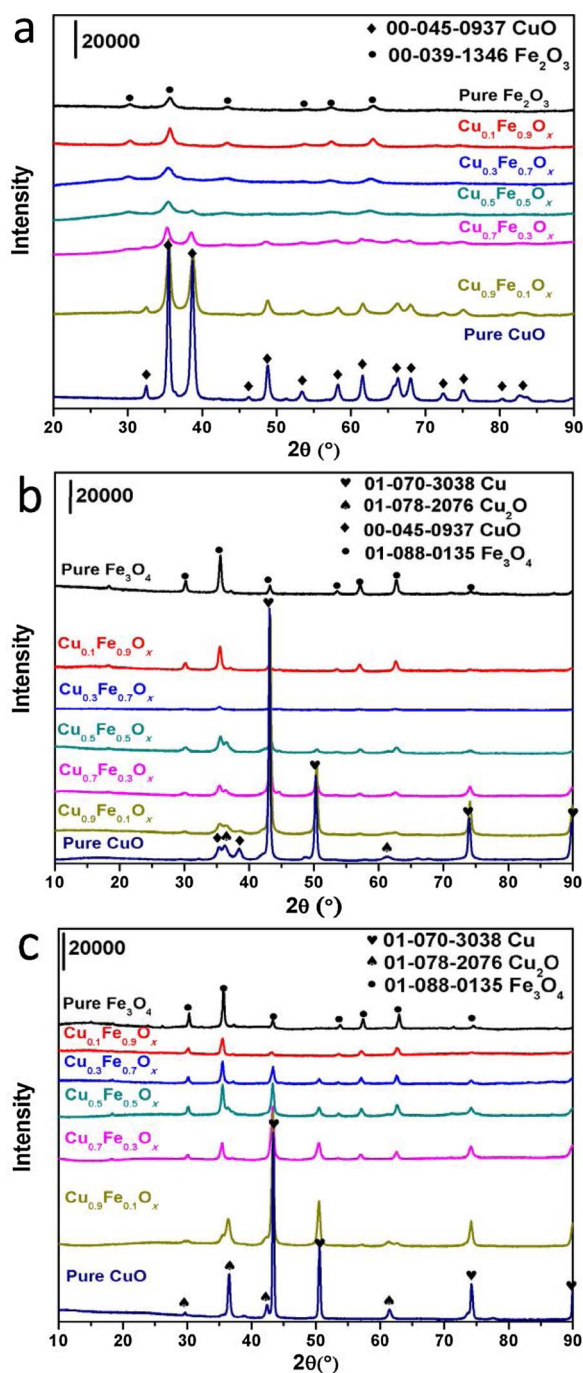 a
20000
◆ 00-045-0937 CuO
● 00-039-1346 Fe₂O₃
Pure Fe₂O₃
Cu₀.₁Fe₀.₉Oₓ
Cu₀.₃Fe₀.₇Oₓ
Cu₀.₅Fe₀.₅Oₓ
Cu₀.₇Fe₀.₃Oₓ
Cu₀.₉Fe₀.₁Oₓ
Pure CuO
Intensity
20 30 40 50 60 70 80 90
2θ (°)
b
20000
♥ 01-070-3038 Cu
♠ 01-078-2076 Cu₂O
◆ 00-045-0937 CuO
● 01-088-0135 Fe₃O₄
Pure Fe₃O₄
Cu₀.₁Fe₀.₉Oₓ
Cu₀.₃Fe₀.₇Oₓ
Cu₀.₅Fe₀.₅Oₓ
Cu₀.₇Fe₀.₃Oₓ
Cu₀.₉Fe₀.₁Oₓ
Pure CuO
Intensity
10 20 30 40 50 60 70 80 90
2θ (°)
c
20000
♥ 01-070-3038 Cu
♠ 01-078-2076 Cu₂O
● 01-088-0135 Fe₃O₄
Pure Fe₃O₄
Cu₀.₁Fe₀.₉Oₓ
Cu₀.₃Fe₀.₇Oₓ
Cu₀.₅Fe₀.₅Oₓ
Cu₀.₇Fe₀.₃Oₓ
Cu₀.₉Fe₀.₁Oₓ
Pure CuO
Intensity
10 20 30 40 50 60 70 80 90
2θ(°)